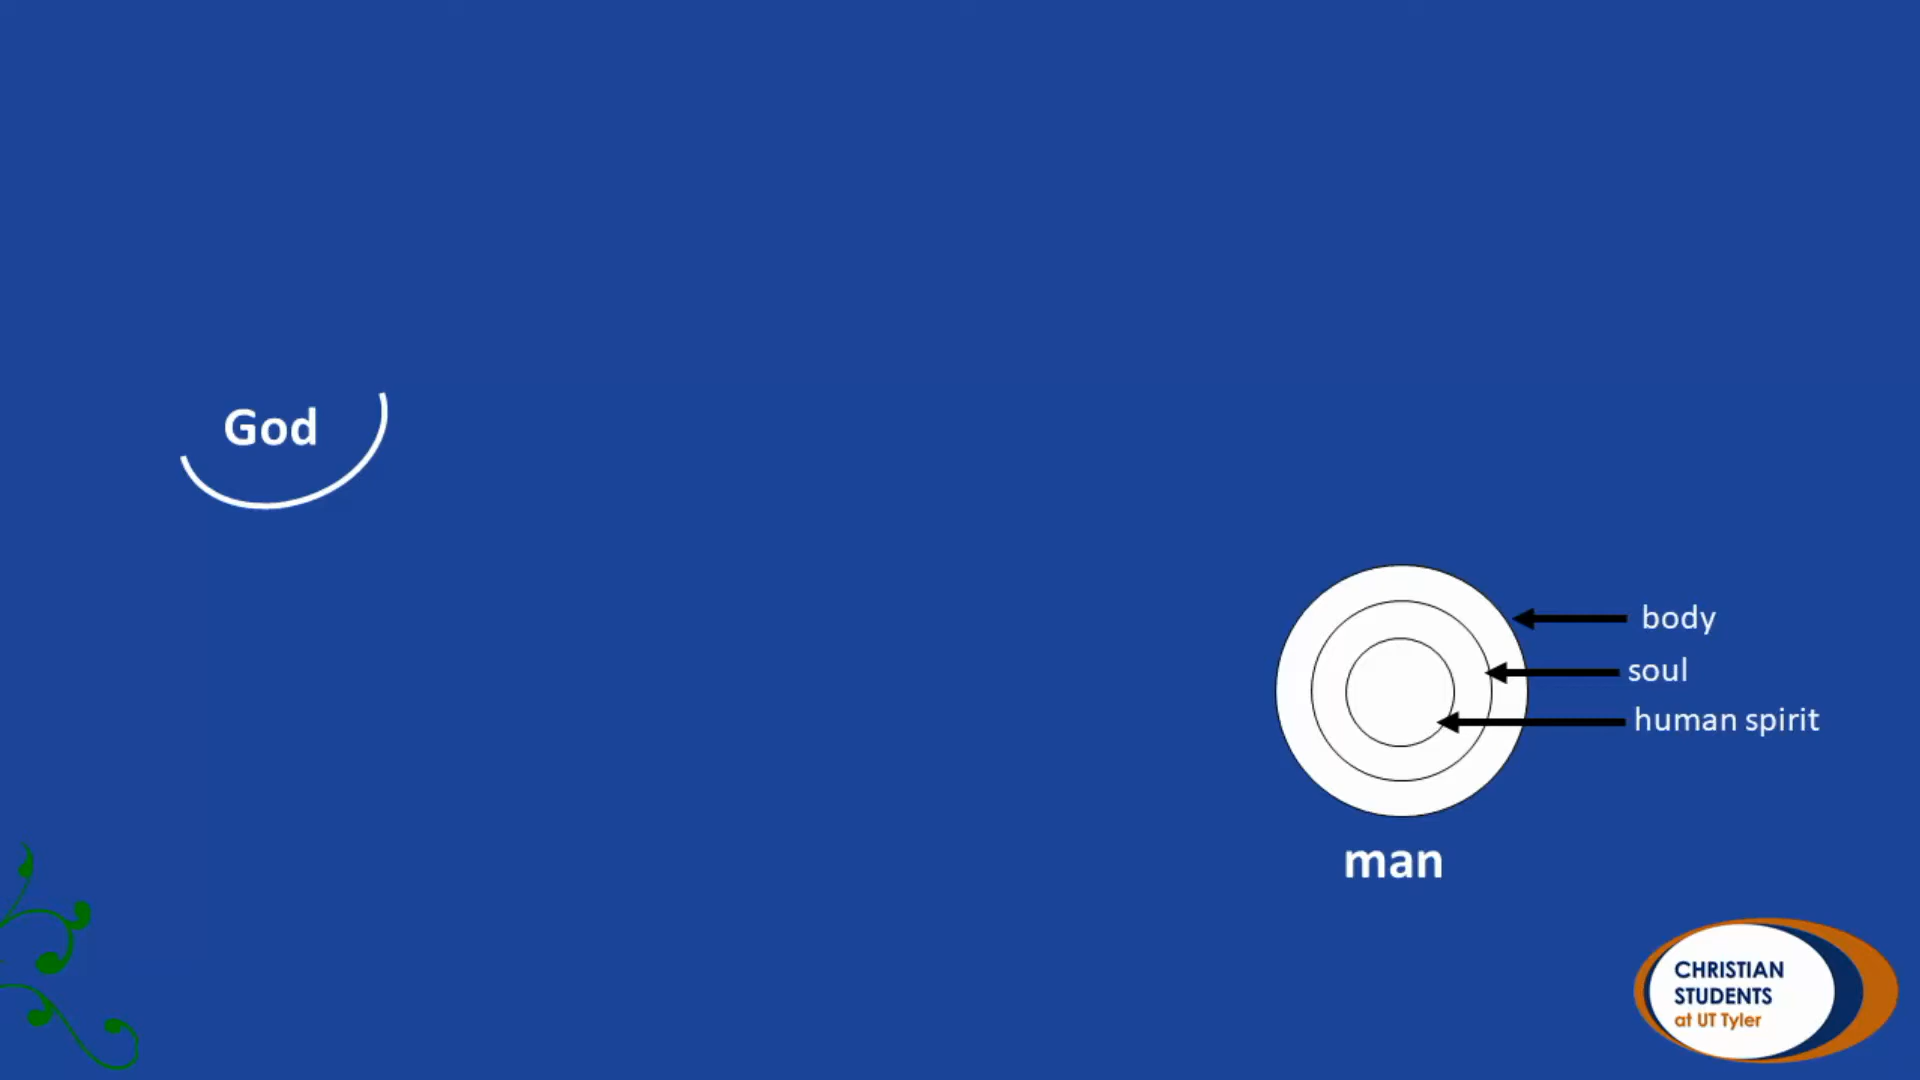 God
body
soul
human spirit
man
CHRISTIAN
STUDENTS
at UT Tyler